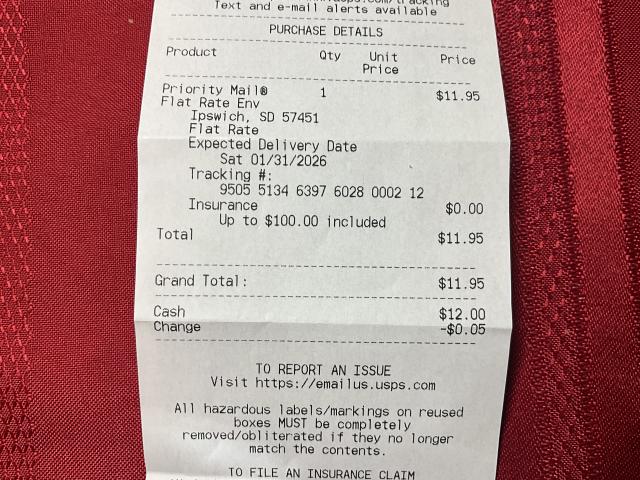 Text and e-mail alerts available
PURCHASE DETAILS
Product Qty Unit Price
Price
Priority Mail® 1 $11.95
Flat Rate Env
Ipswich, SD 57451
Flat Rate
Expected Delivery Date
Sat 01/31/2026
Tracking #:
9505 5134 6397 6028 0002 12
Insurance $0.00
Up to $100.00 included
Total $11.95
Grand Total: $11.95
Cash $12.00
Change -$0.05
TO REPORT AN ISSUE
Visit https://emailus.usps.com
All hazardous labels/markings on reused
boxes MUST be completely
removed/obliterated if they no longer
match the contents.
TO FILE AN INSURANCE CLAIM